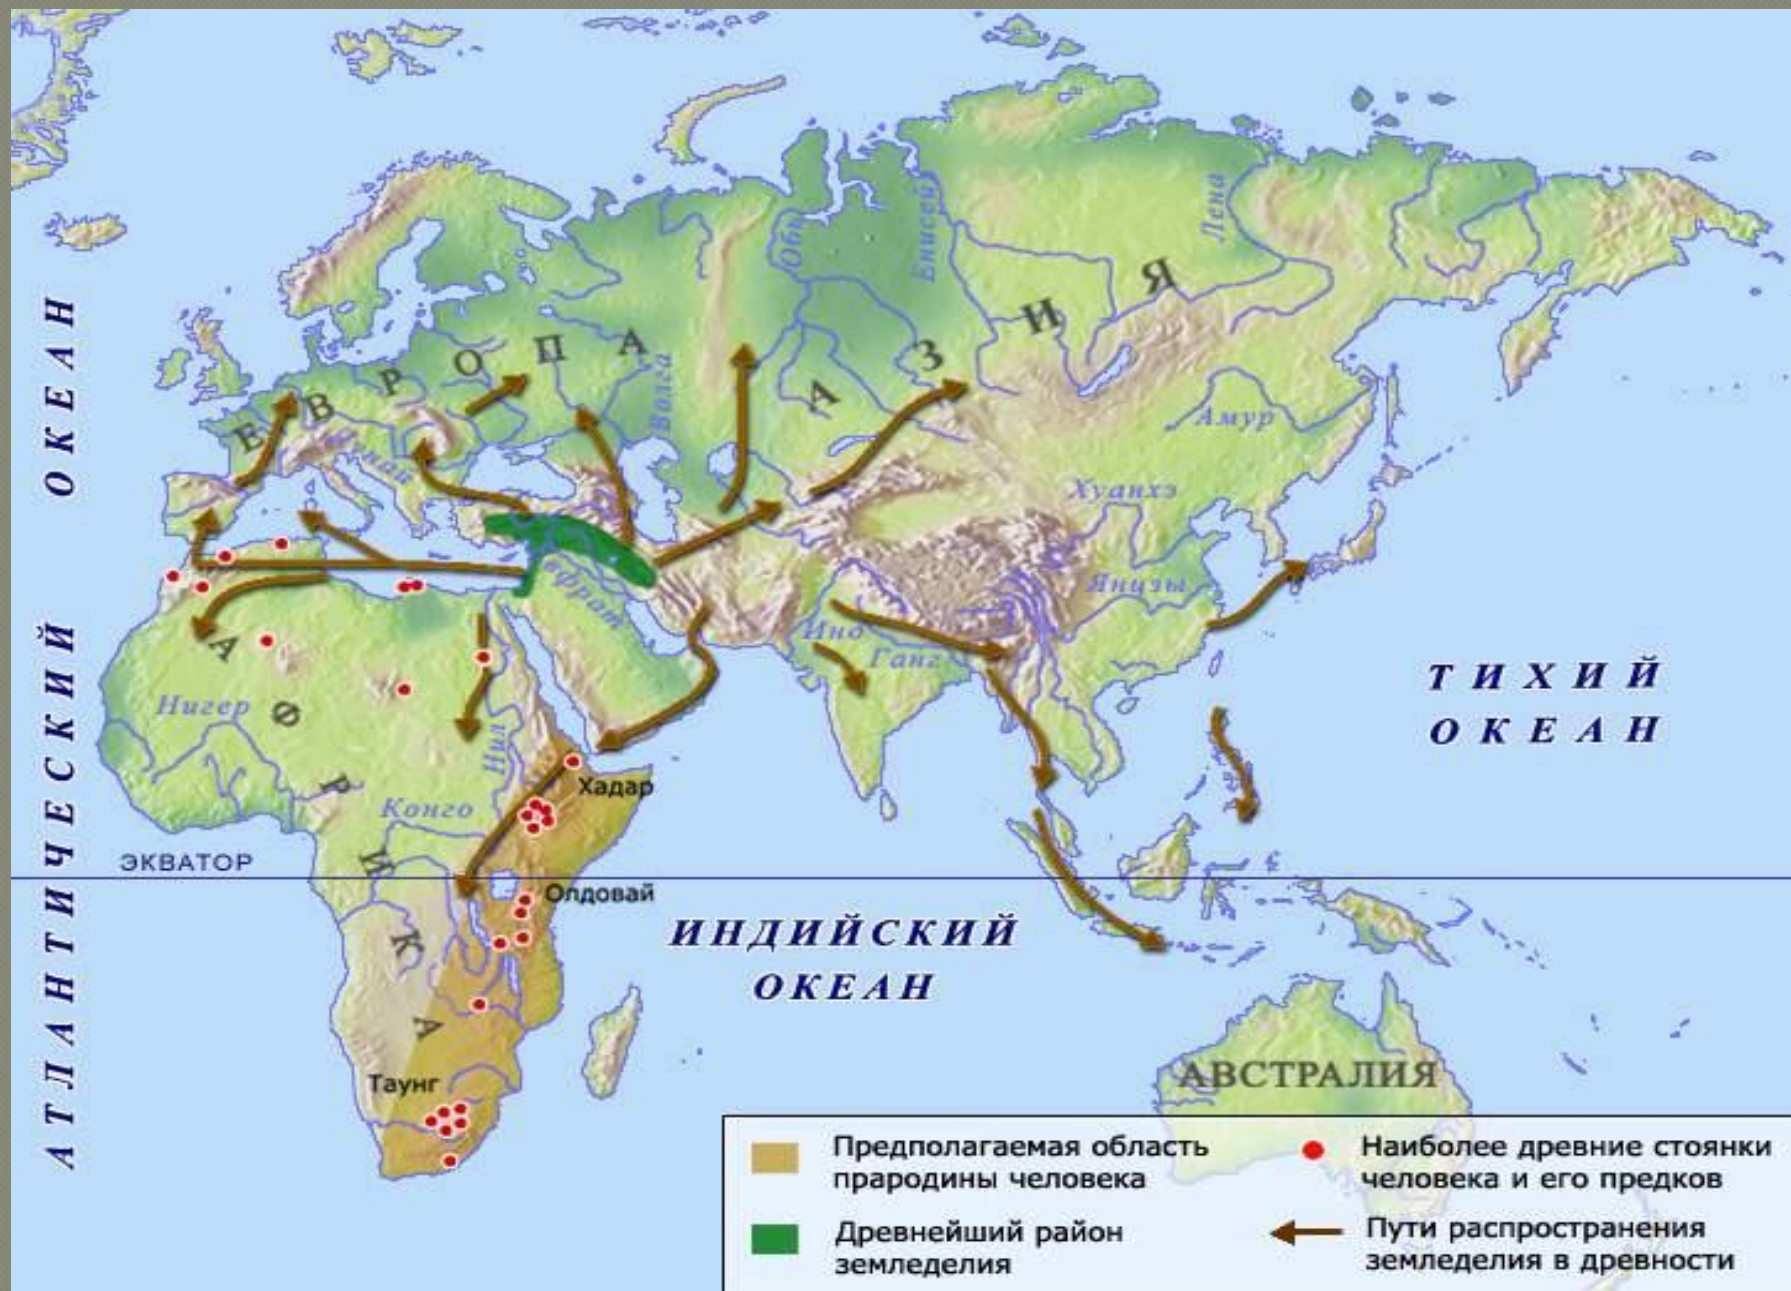 АТЛАНТИЧЕСКИЙ ОКЕАН
ЕВРОПА
АЗИЯ
Обь
Енисей
Лена
Волга
Дунай
Амур
Хуанхэ
Янцзы
Евфрат
Инд
Ганг
ТИХИЙ
ОКЕАН
АФРИКА
Нигер
Нил
Хадар
Конго
ЭКВАТОР
Олдовай
ИНДИЙСКИЙ
ОКЕАН
Таунг
АВСТРАЛИЯ
Предполагаемая область
прародины человека
Древнейший район
земледелия
Наиболее древние стоянки
человека и его предков
Пути распространения
земледелия в древности